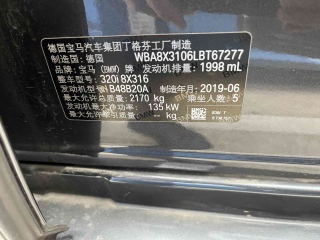 德国宝马汽车集团丁格芬工厂制造
制造国：德国 WBA8X3106LBT67277
品牌：宝马（BMW）牌 发动机排量：1998 mL
整车型号：320i 8X316
发动机型号：N B48B20A 制造年月：2019-06
最大允许总质量：2170 kg 乘坐人数：5
发动机最大净功率：135 kW
-- kg